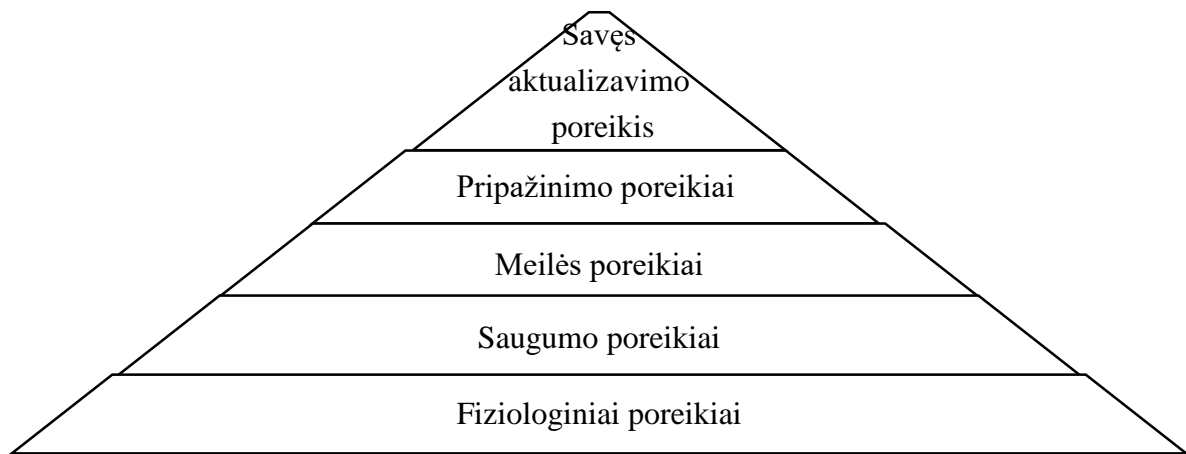 Savęs
aktualizavimo
poreikis
Pripažinimo poreikiai
Meilės poreikiai
Saugumo poreikiai
Fiziologiniai poreikiai